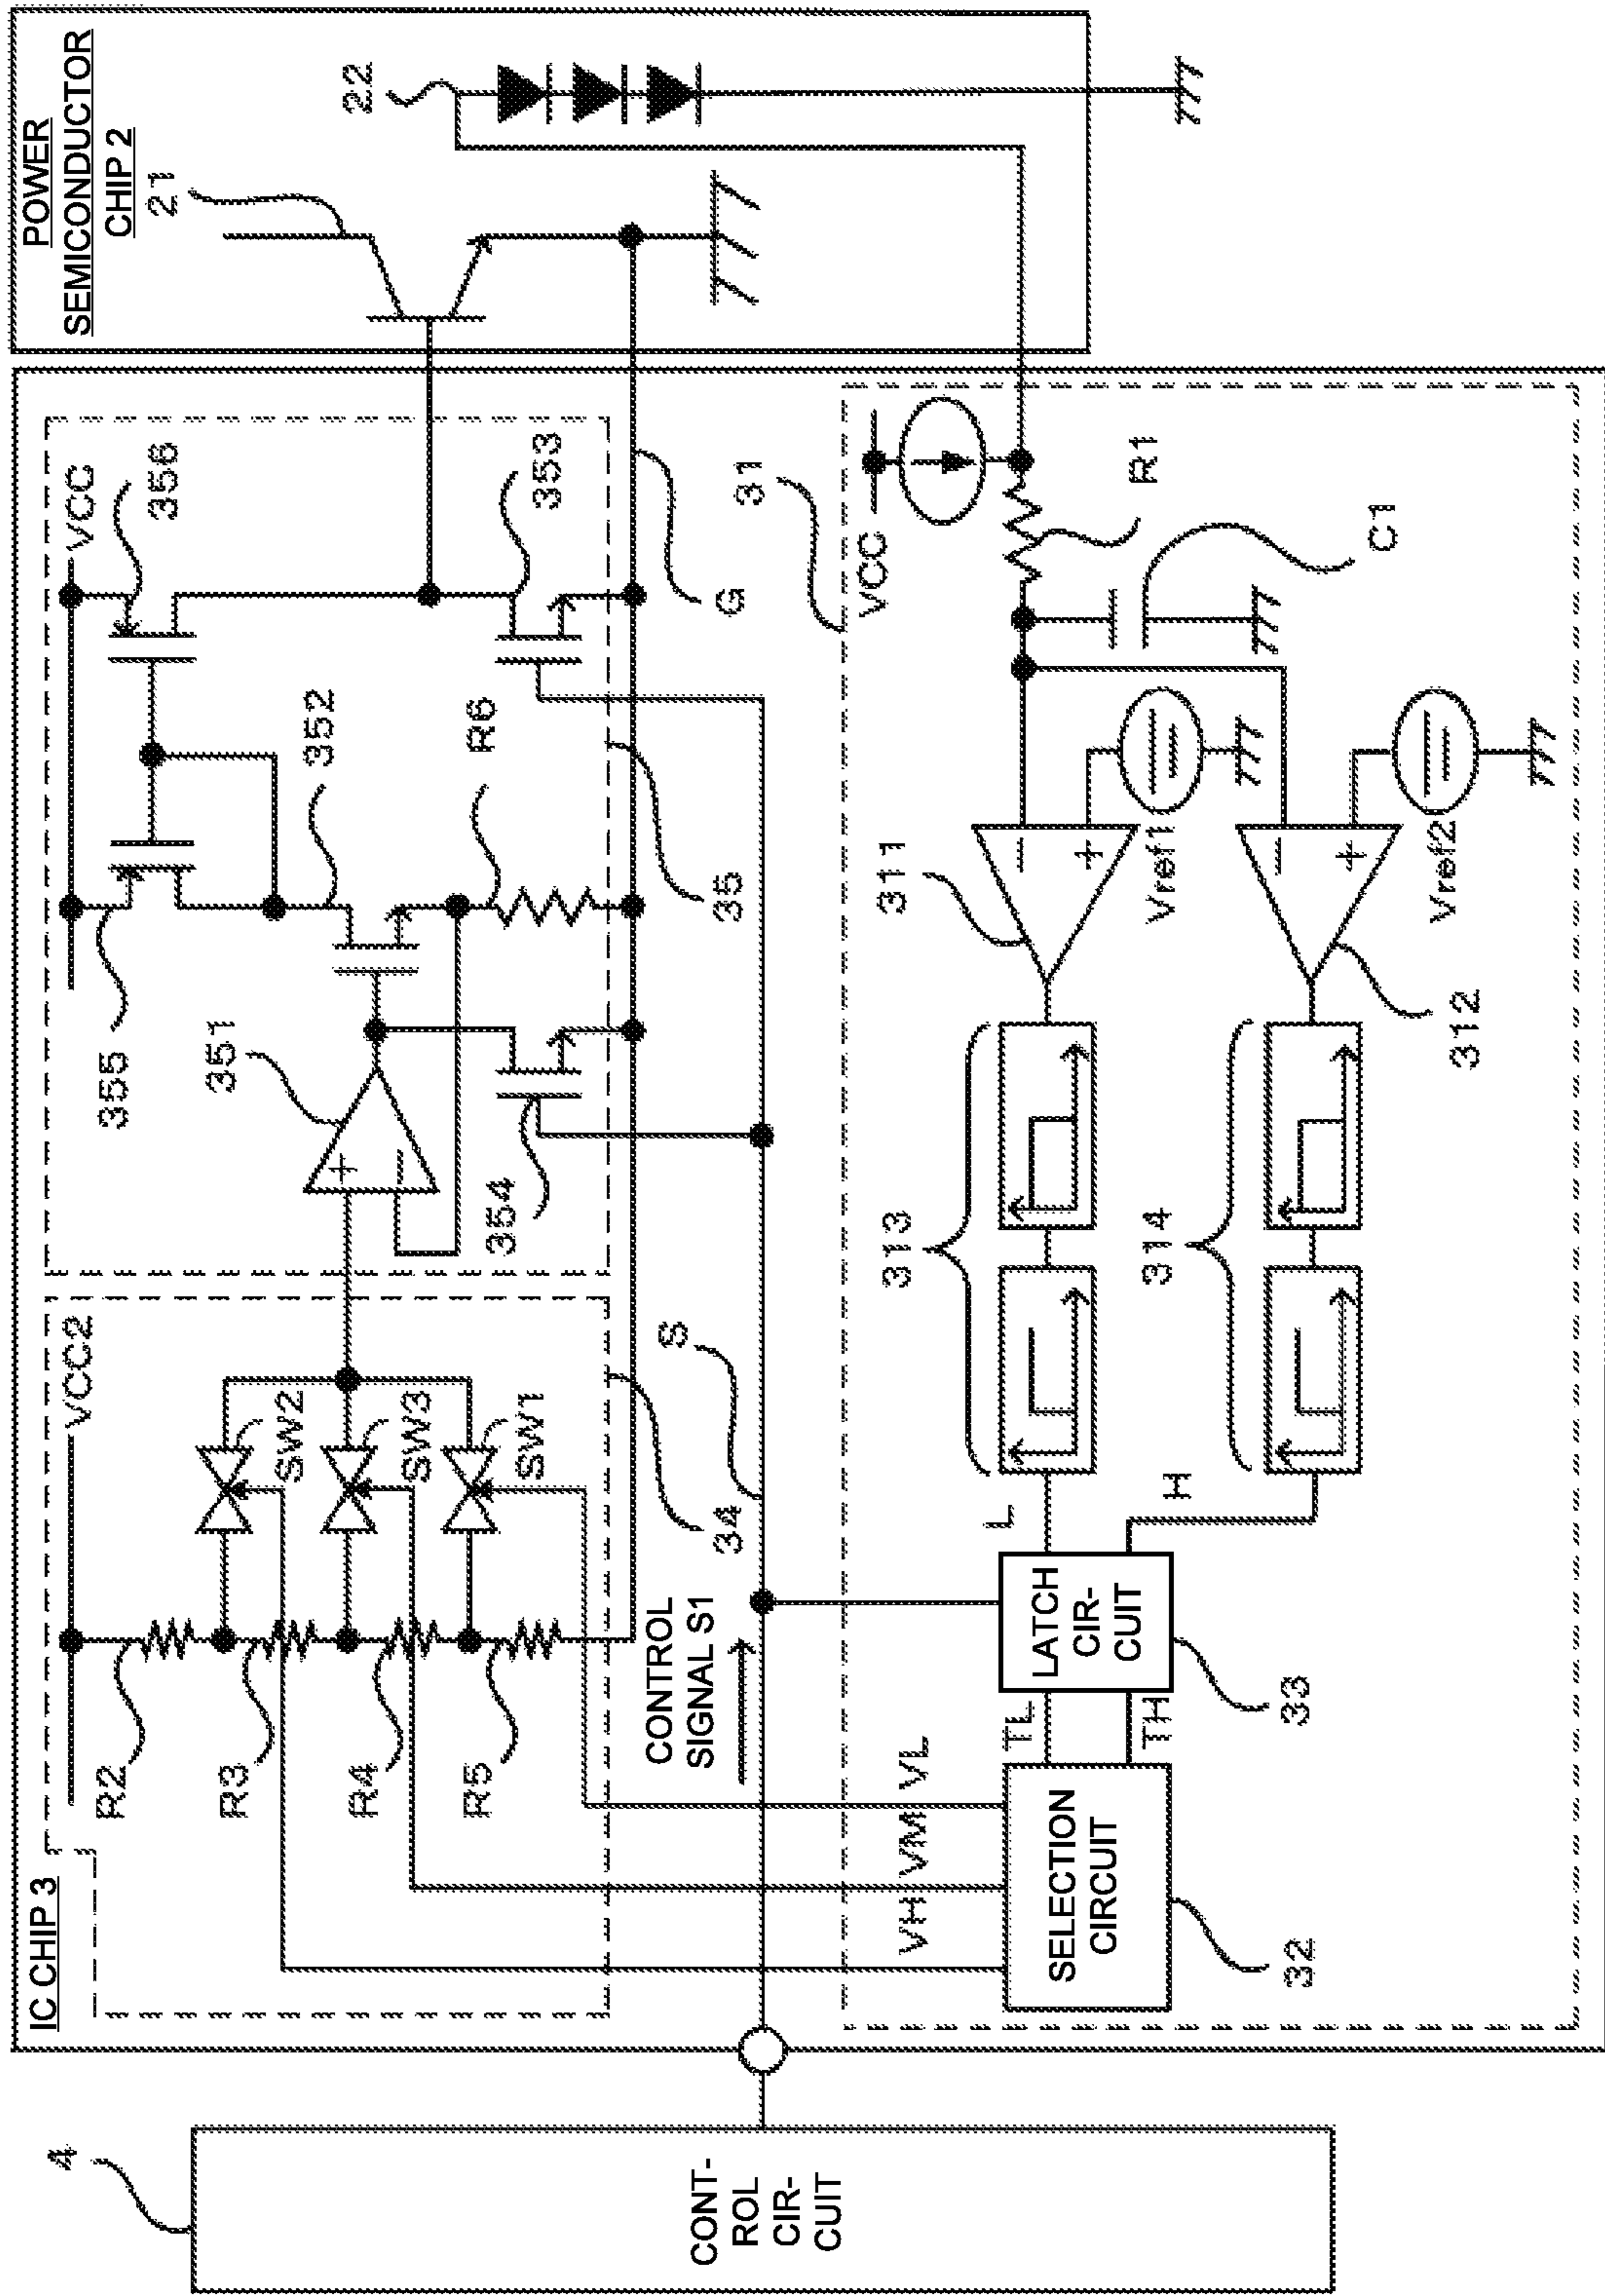 POWER
SEMICONDUCTOR
CHIP 2
21
22
IC CHIP 3
VCC2
R2
R3
R4
R5
SW2
SW3
SW1
34
VCC
355
356
351
352
353
354
R6
35
G
S
CONTROL
SIGNAL S1
31
VCC
R1
C1
Vref1
Vref2
+
−
+
−
+
−
311
312
313
314
L
H
LATCH
CIR-
CUIT
33
TL
TH
VH VM VL
SELECTION
CIRCUIT
32
4
CONT-
ROL
CIR-
CUIT